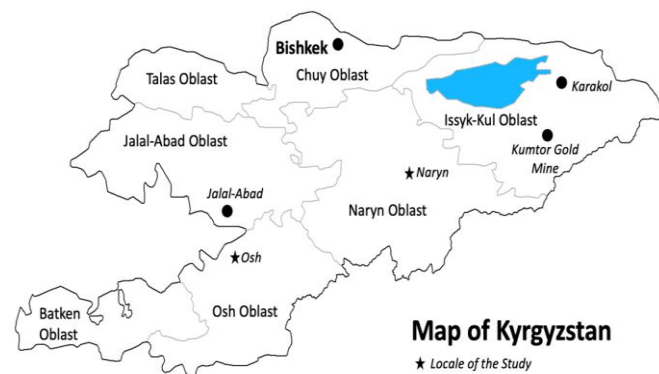 Bishkek
Chuy Oblast
Talas Oblast
Karakol
Issyk-Kul Oblast
Jalal-Abad Oblast
Kumtor Gold
Mine
Naryn
Jalal-Abad
Naryn Oblast
Osh
Batken
Oblast
Osh Oblast
Map of Kyrgyzstan
★ Locale of the Study